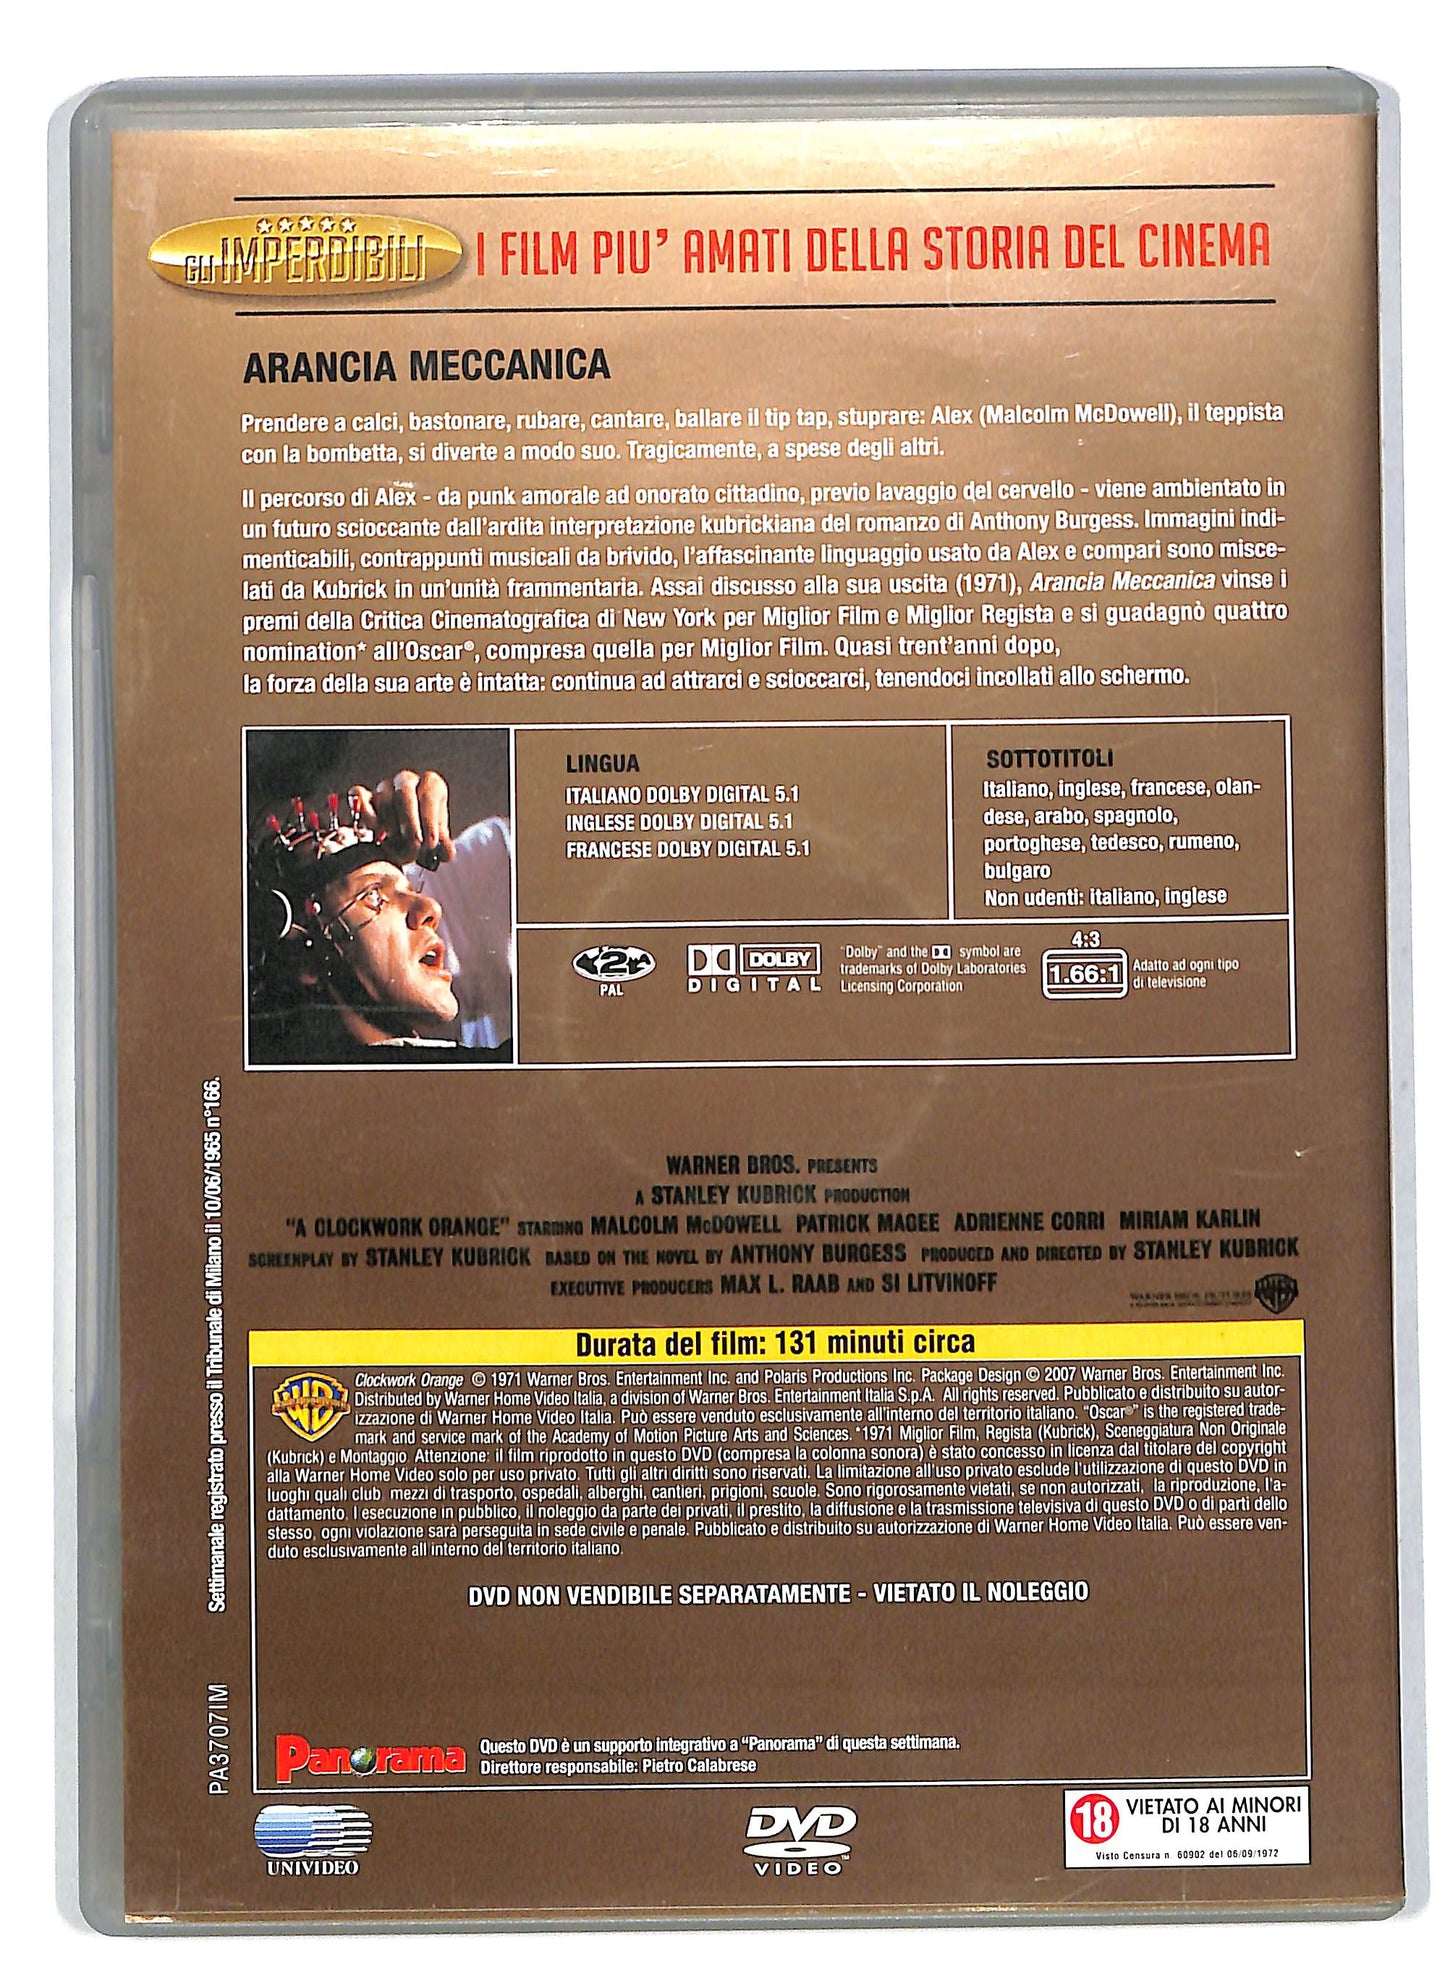 GLI IMPERDIBILI
I FILM PIU' AMATI DELLA STORIA DEL CINEMA
ARANCIA MECCANICA
Prendere a calci, bastonare, rubare, cantare, ballare il tip tap, stuprare: Alex (Malcolm McDowell), il teppista
con la bombetta, si diverte a modo suo. Tragicamente, a spese degli altri.
Il percorso di Alex - da punk amorale ad onorato cittadino, previo lavaggio del cervello - viene ambientato in
un futuro scioccante dall'ardita interpretazione kubrickiana del romanzo di Anthony Burgess. Immagini indi-
menticabili, contrappunti musicali da brivido, l'affascinante linguaggio usato da Alex e compari sono misce-
lati da Kubrick in un'unità frammentaria. Assai discusso alla sua uscita (1971), Arancia Meccanica vinse i
premi della Critica Cinematografica di New York per Miglior Film e Miglior Regista e si guadagnò quattro
nomination* all'Oscar®, compresa quella per Miglior Film. Quasi trent'anni dopo,
la forza della sua arte è intatta: continua ad attrarci e scioccarci, tenendoci incollati allo schermo.
LINGUA
ITALIANO DOLBY DIGITAL 5.1
INGLESE DOLBY DIGITAL 5.1
FRANCESE DOLBY DIGITAL 5.1
SOTTOTITOLI
Italiano, inglese, francese, olan-
dese, arabo, spagnolo,
portoghese, tedesco, rumeno,
bulgaro
Non udenti: italiano, inglese
2
PAL
DOLBY
DIGITAL
"Dolby" and the symbol are
trademarks of Dolby Laboratories
Licensing Corporation
4:3
1.66:1
Adatto ad ogni tipo
di televisione
WARNER BROS. PRESENTS
A STANLEY KUBRICK PRODUCTION
"A CLOCKWORK ORANGE" STARRING MALCOLM McDOWELL PATRICK MAGEE ADRIENNE CORRI MIRIAM KARLIN
SCREENPLAY BY STANLEY KUBRICK BASED ON THE NOVEL BY ANTHONY BURGESS PRODUCED AND DIRECTED BY STANLEY KUBRICK
EXECUTIVE PRODUCERS MAX L. RAAB AND SI LITVINOFF
Durata del film: 131 minuti circa
WB
Clockwork Orange © 1971 Warner Bros. Entertainment Inc. and Polaris Productions Inc. Package Design © 2007 Warner Bros. Entertainment Inc.
Distributed by Warner Home Video Italia, a division of Warner Bros. Entertainment Italia S.p.A. All rights reserved. Pubblicato e distribuito su autor-
izzazione di Warner Home Video Italia. Può essere venduto esclusivamente all'interno del territorio italiano. "Oscar®" is the registered trade-
mark and service mark of the Academy of Motion Picture Arts and Sciences. *1971 Miglior Film, Regista (Kubrick), Sceneggiatura Non Originale
(Kubrick) e Montaggio. Attenzione: il film riprodotto in questo DVD (compresa la colonna sonora) è stato concesso in licenza dal titolare del copyright
alla Warner Home Video solo per uso privato. Tutti gli altri diritti sono riservati. La limitazione all'uso privato esclude l'utilizzazione di questo DVD in
luoghi quali club mezzi di trasporto, ospedali, alberghi, cantieri, prigioni, scuole. Sono rigorosamente vietati, se non autorizzati, la riproduzione, l'a-
dattamento, l'esecuzione in pubblico, il noleggio da parte dei privati, il prestito, la diffusione e la trasmissione televisiva di questo DVD o di parti dello
stesso, ogni violazione sarà perseguita in sede civile e penale. Pubblicato e distribuito su autorizzazione di Warner Home Video Italia. Può essere ven-
duto esclusivamente all interno del territorio italiano.
DVD NON VENDIBILE SEPARATAMENTE - VIETATO IL NOLEGGIO
Panorama
Questo DVD è un supporto integrativo a "Panorama" di questa settimana.
Direttore responsabile: Pietro Calabrese
Settimanale registrato presso il Tribunale di Milano il 10/06/1965 n°166.
PA3707IM
UNIVIDEO
DVD
VIDEO
18 VIETATO AI MINORI
DI 18 ANNI
Visto Censura n. 60902 del 06/09/1972